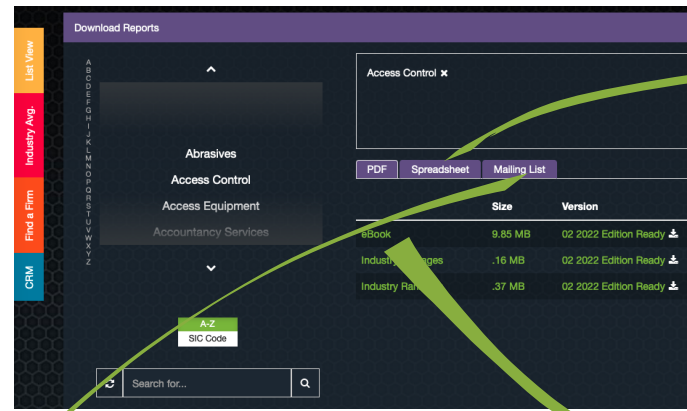 Download Reports
List View
Industry Avg.
Find a Firm
CRM
A
B
C
D
E
F
G
H
I
J
K
L
M
N
O
P
Q
R
S
T
U
V
W
X
Y
Z
Abrasives
Access Control
Access Equipment
Accountancy Services
A-Z
SIC Code
Search for...
Access Control ×
PDF Spreadsheet Mailing List
Size Version
eBook 9.85 MB 02 2022 Edition Ready
Industry .16 MB 02 2022 Edition Ready
Industry .37 MB 02 2022 Edition Ready